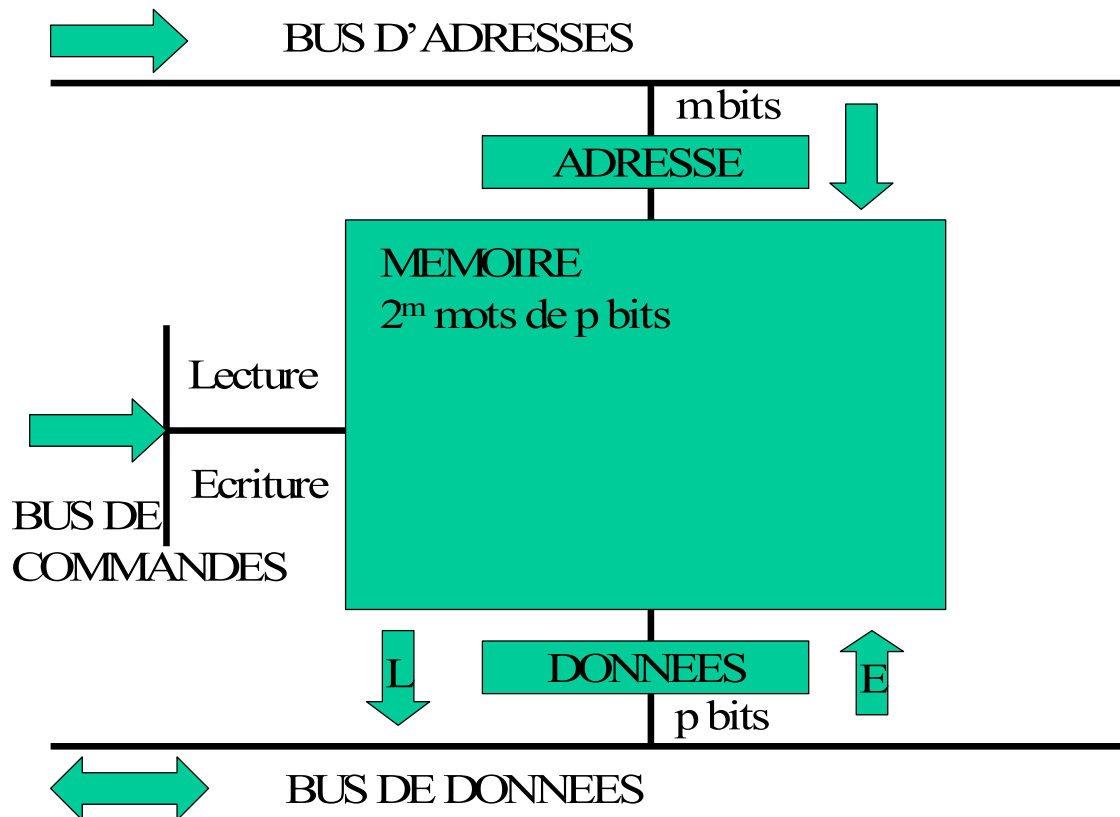 BUS D'ADRESSES
m bits
ADRESSE
MEMOIRE
2ᵐ mots de p bits
Lecture
Ecriture
BUS DE
COMMANDES
L
DONNEES
E
p bits
BUS DE DONNEES